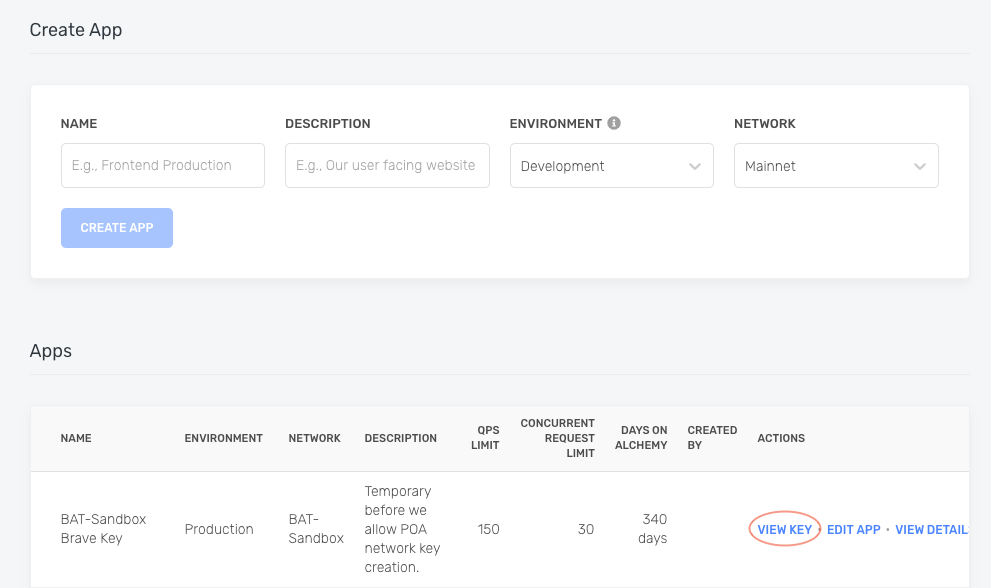 Create App
NAME
DESCRIPTION
ENVIRONMENT
NETWORK
E.g., Frontend Production
E.g., Our user facing website
Development
Mainnet
CREATE APP
Apps
NAME
ENVIRONMENT
NETWORK
DESCRIPTION
QPS
LIMIT
CONCURRENT
REQUEST
LIMIT
DAYS ON
ALCHEMY
CREATED
BY
ACTIONS
BAT-Sandbox
Brave Key
Production
BAT-
Sandbox
Temporary
before we
allow POA
network key
creation.
150
30
340
days
VIEW KEY • EDIT APP • VIEW DETAIL